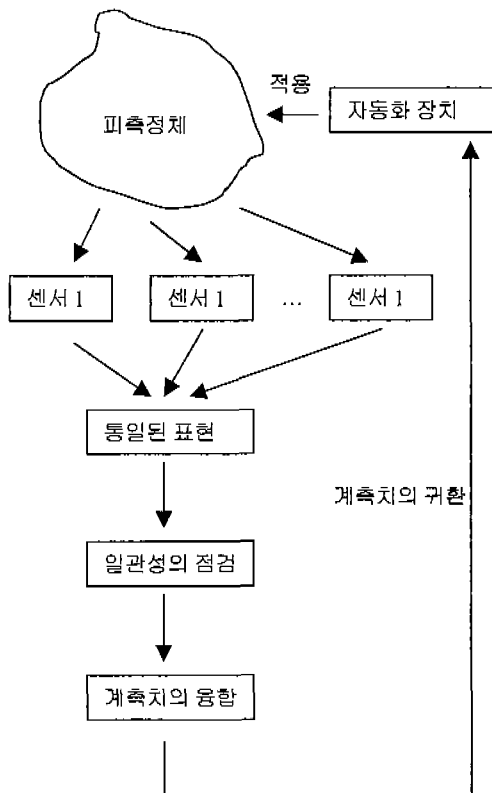 적용
자동화 장치
피측정체
센서 1
센서 1
...
센서 1
통일된 표현
계측치의 귀환
일관성의 점검
계측치의 융합